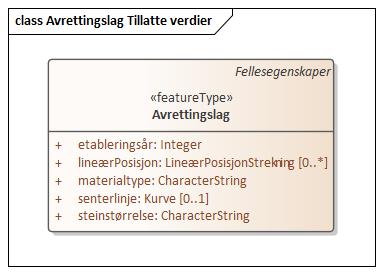 class Avrettingslag Tillatte verdier
Fellesegenskaper
«featureType»
Avrettingslag
+ etableringsår: Integer
+ lineærPosisjon: LineærPosisjonStrekning [0..*]
+ materialtype: CharacterString
+ senterlinje: Kurve [0..1]
+ steinstørrelse: CharacterString